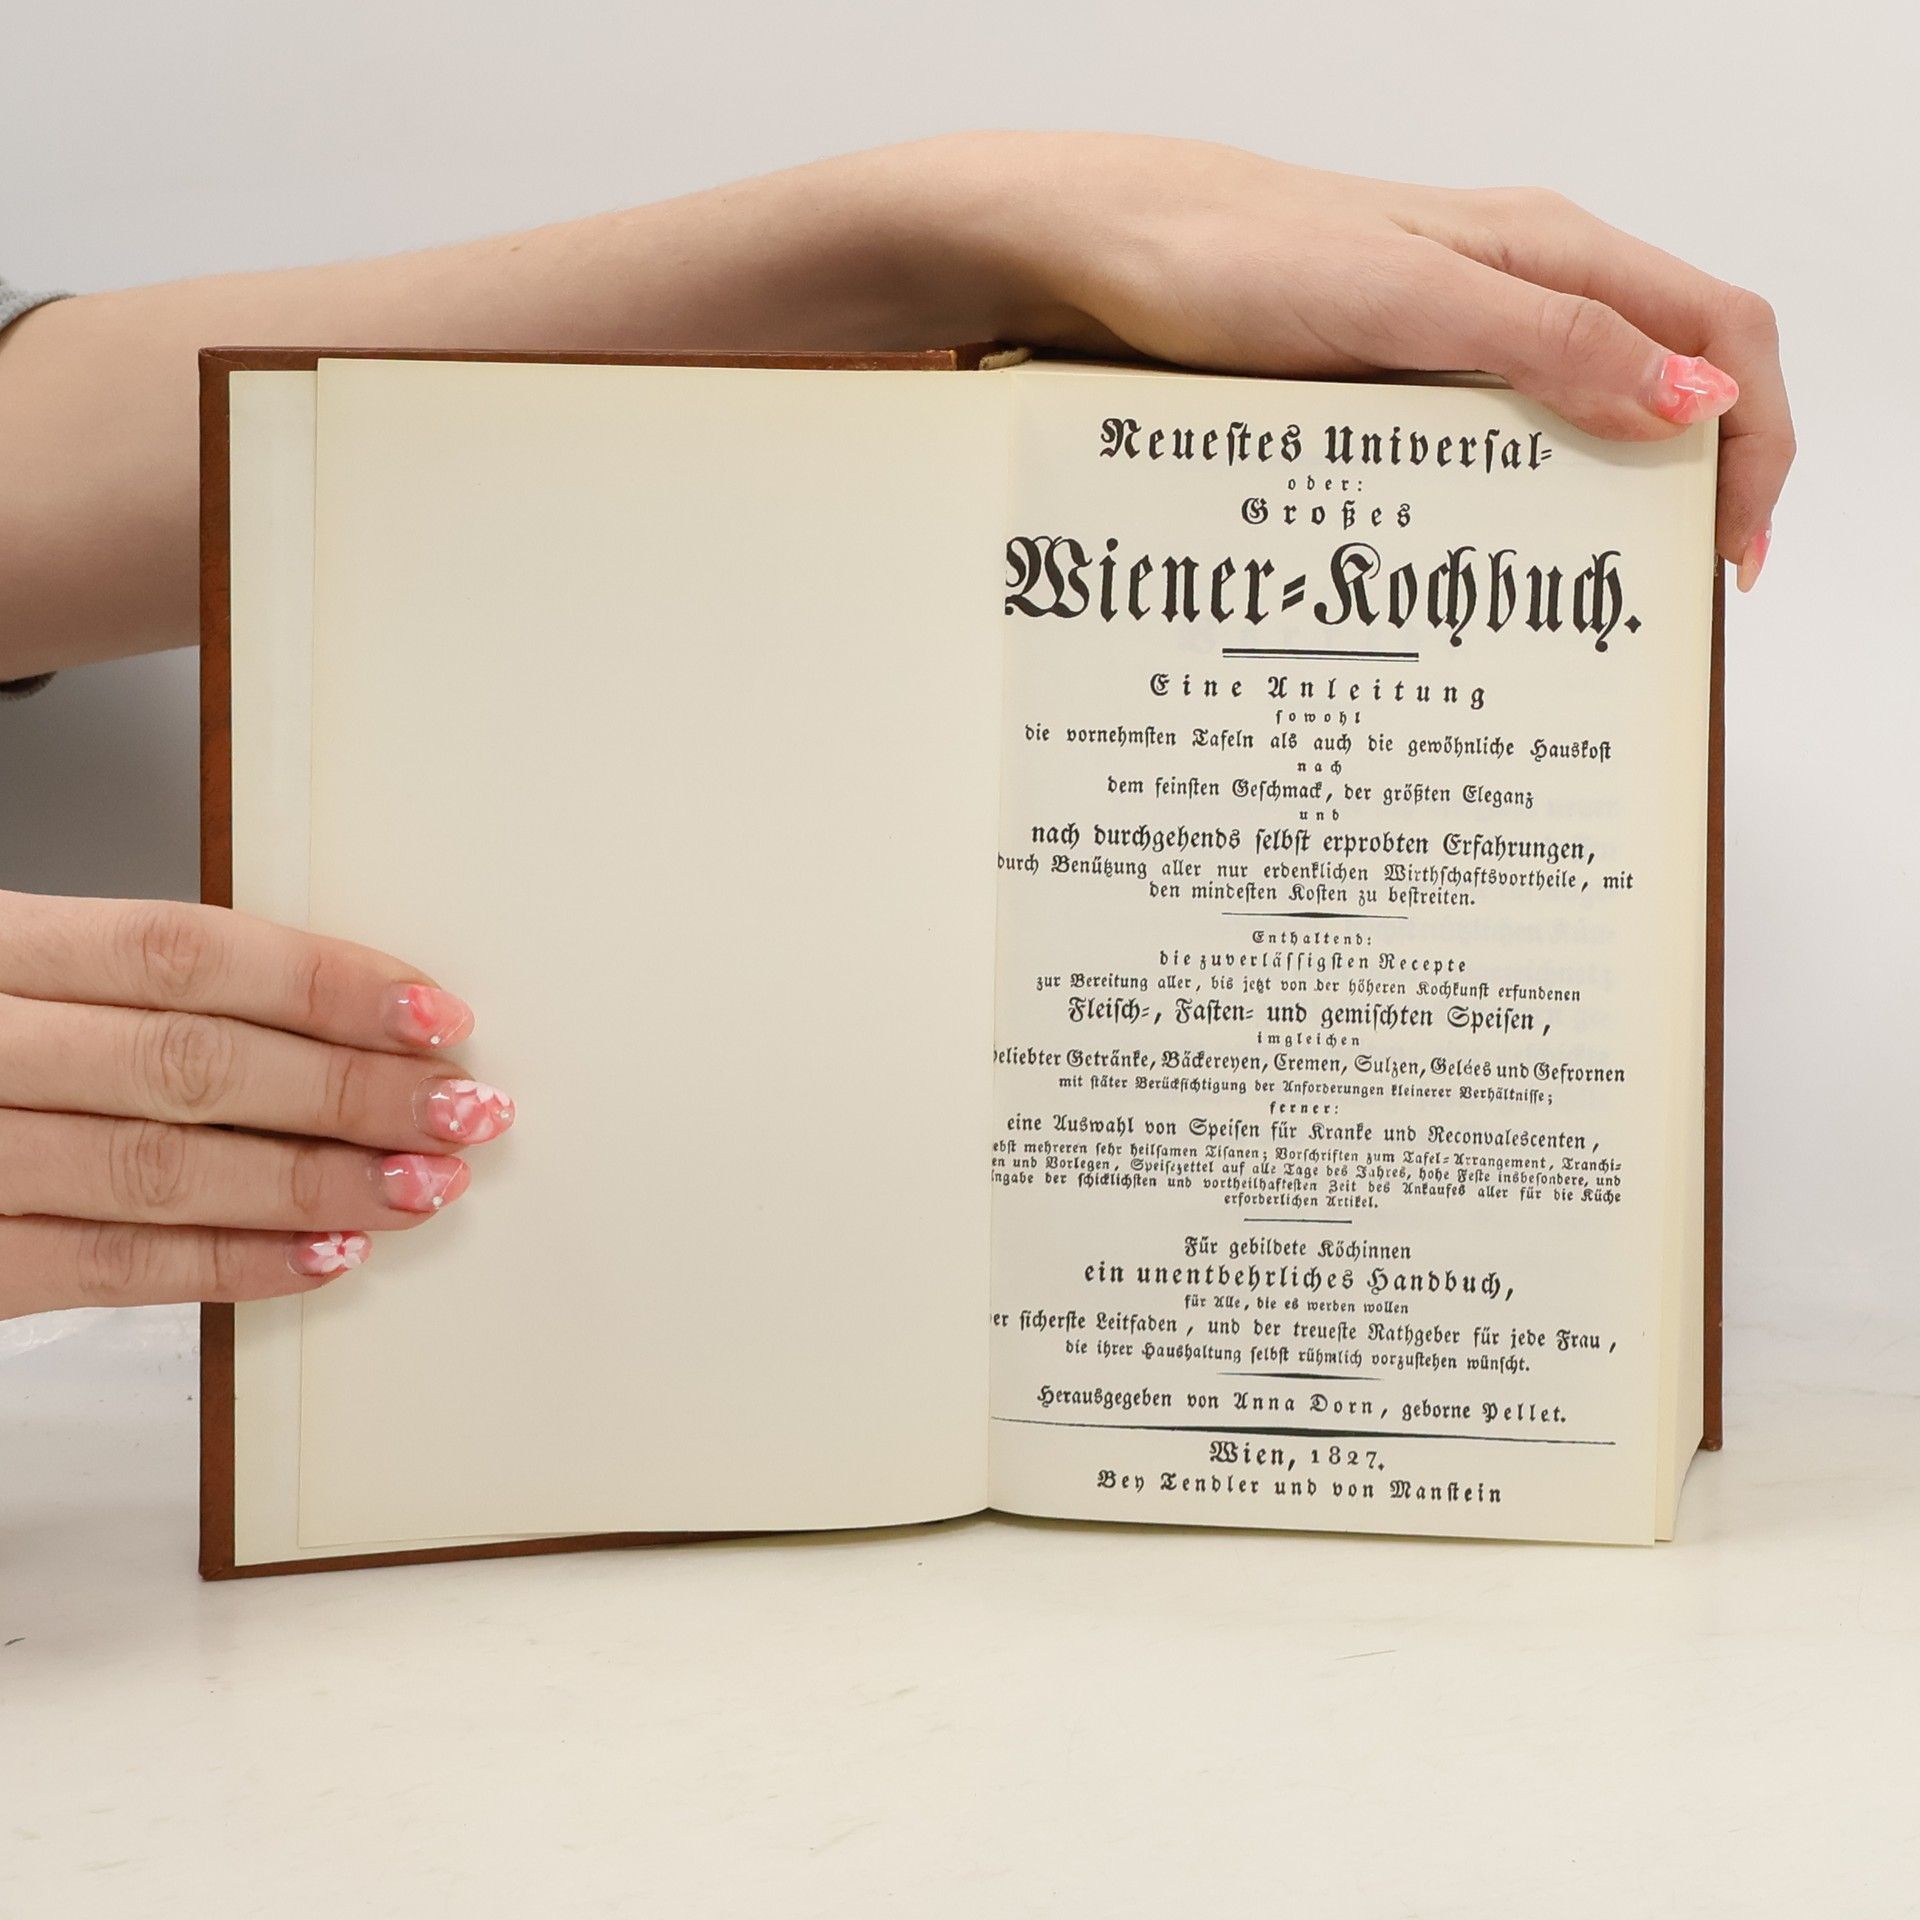 Neueſtes Univerſal-
oder:
Großes
Wiener-Kochbuch.
Eine Anleitung
ſowohl
die vornehmſten Tafeln als auch die gewöhnliche Hauskoſt
nach
dem feinſten Geſchmack, der größten Eleganz
und
nach durchgehends ſelbſt erprobten Erfahrungen,
durch Benützung aller nur erdenklichen Wirthſchaftsvortheile, mit
den mindeſten Koſten zu beſtreiten.
Enthaltend:
die zuverläſſigſten Recepte
zur Bereitung aller, bis jetzt von der höheren Kochkunſt erfundenen
Fleiſch-, Faſten- und gemiſchten Speiſen,
imgleichen
beliebter Getränke, Bäckereyen, Cremen, Sulzen, Gelées und Gefrornen
mit ſtäter Berückſichtigung der Anforderungen kleinerer Verhältniſſe;
ferner:
eine Auswahl von Speiſen für Kranke und Reconvalescenten,
ebſt mehreren ſehr heilſamen Tiſanen; Vorſchriften zum Tafel-Arrangement, Tranchi-
en und Vorlegen, Speiſezettel auf alle Tage des Jahres, hohe Feſte insbeſondere, und
ngabe der ſchicklichſten und vortheilhafteſten Zeit des Ankaufes aller für die Küche
erforderlichen Artikel.
Für gebildete Köchinnen
ein unentbehrliches Handbuch,
für Alle, die es werden wollen
er ſicherſte Leitfaden, und der treueſte Rathgeber für jede Frau,
die ihrer Haushaltung ſelbſt rühmlich vorzuſtehen wünſcht.
Herausgegeben von Anna Dorn, geborne Pellet.
Wien, 1827.
Bey Tendler und von Manſtein